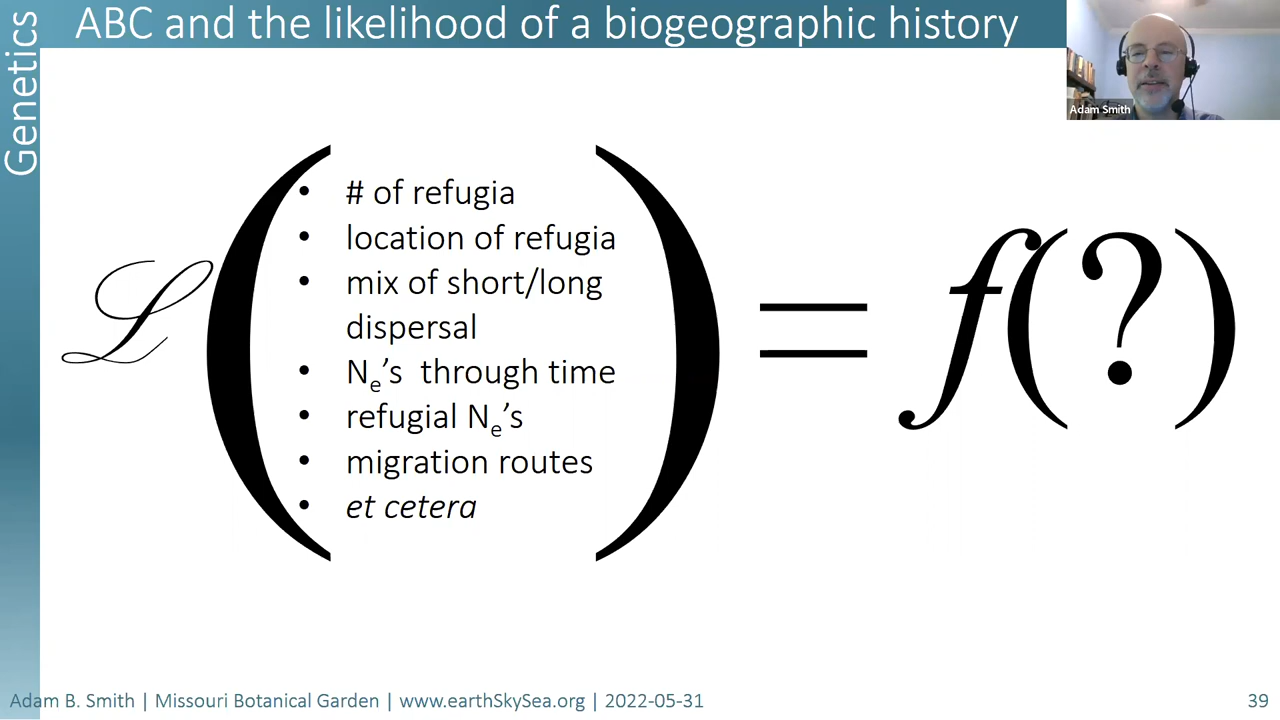 Genetics
ABC and the likelihood of a biogeographic history
Adam Smith
ℒ
(
• # of refugia
• location of refugia
• mix of short/long
dispersal
• Ne's  through time
• refugial Ne's
• migration routes
• et cetera
)
= f(?)
Adam B. Smith | Missouri Botanical Garden | www.earthSkySea.org | 2022-05-31
39